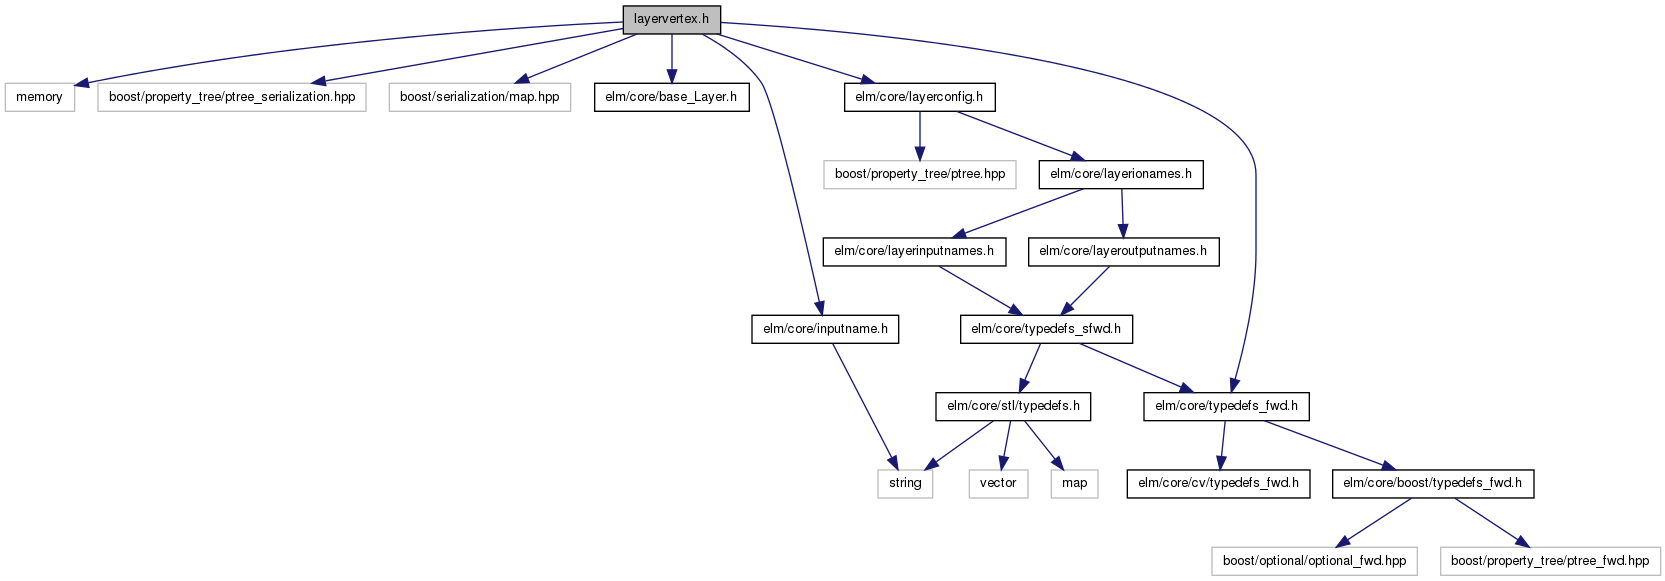 layervertex.h
memory
boost/property_tree/ptree_serialization.hpp
boost/serialization/map.hpp
elm/core/base_Layer.h
elm/core/layerconfig.h
boost/property_tree/ptree.hpp
elm/core/layerionames.h
elm/core/layerinputnames.h
elm/core/layeroutputnames.h
elm/core/inputname.h
elm/core/typedefs_sfwd.h
elm/core/stl/typedefs.h
elm/core/typedefs_fwd.h
string
vector
map
elm/core/cv/typedefs_fwd.h
elm/core/boost/typedefs_fwd.h
boost/optional/optional_fwd.hpp
boost/property_tree/ptree_fwd.hpp